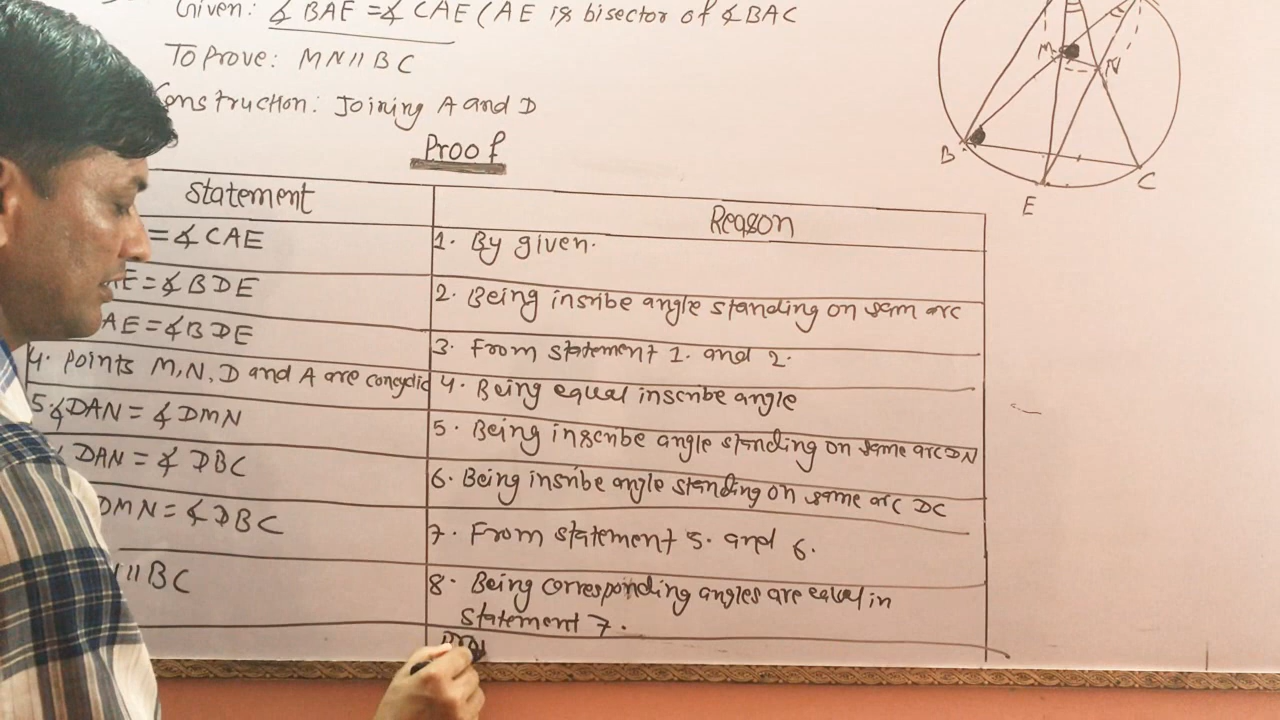 Given: ∡ BAE = ∡ CAE (AE is bisector of ∡BAC
To Prove: MN∥BC
onstruction: Joining A and D
Proof
M
N
B
C
E
Statement
Reason
= ∡ CAE
1. By given.
E = ∡ BDE
2. Being insribe angle standing on sam arc
AE = ∡ BDE
3. From statement 1. and 2.
4. Points M, N, D and A are concyclic
4. Being equal inscribe angle
5. ∡DAN = ∡ DMN
5. Being inscribe angle standing on same arc DN
DAN = ∡ DBC
6. Being insribe angle standing on same arc DC
DMN = ∡ DBC
7. From statement 5. and 6.
∥ BC
8. Being corresponding angles are equal in
statement 7.